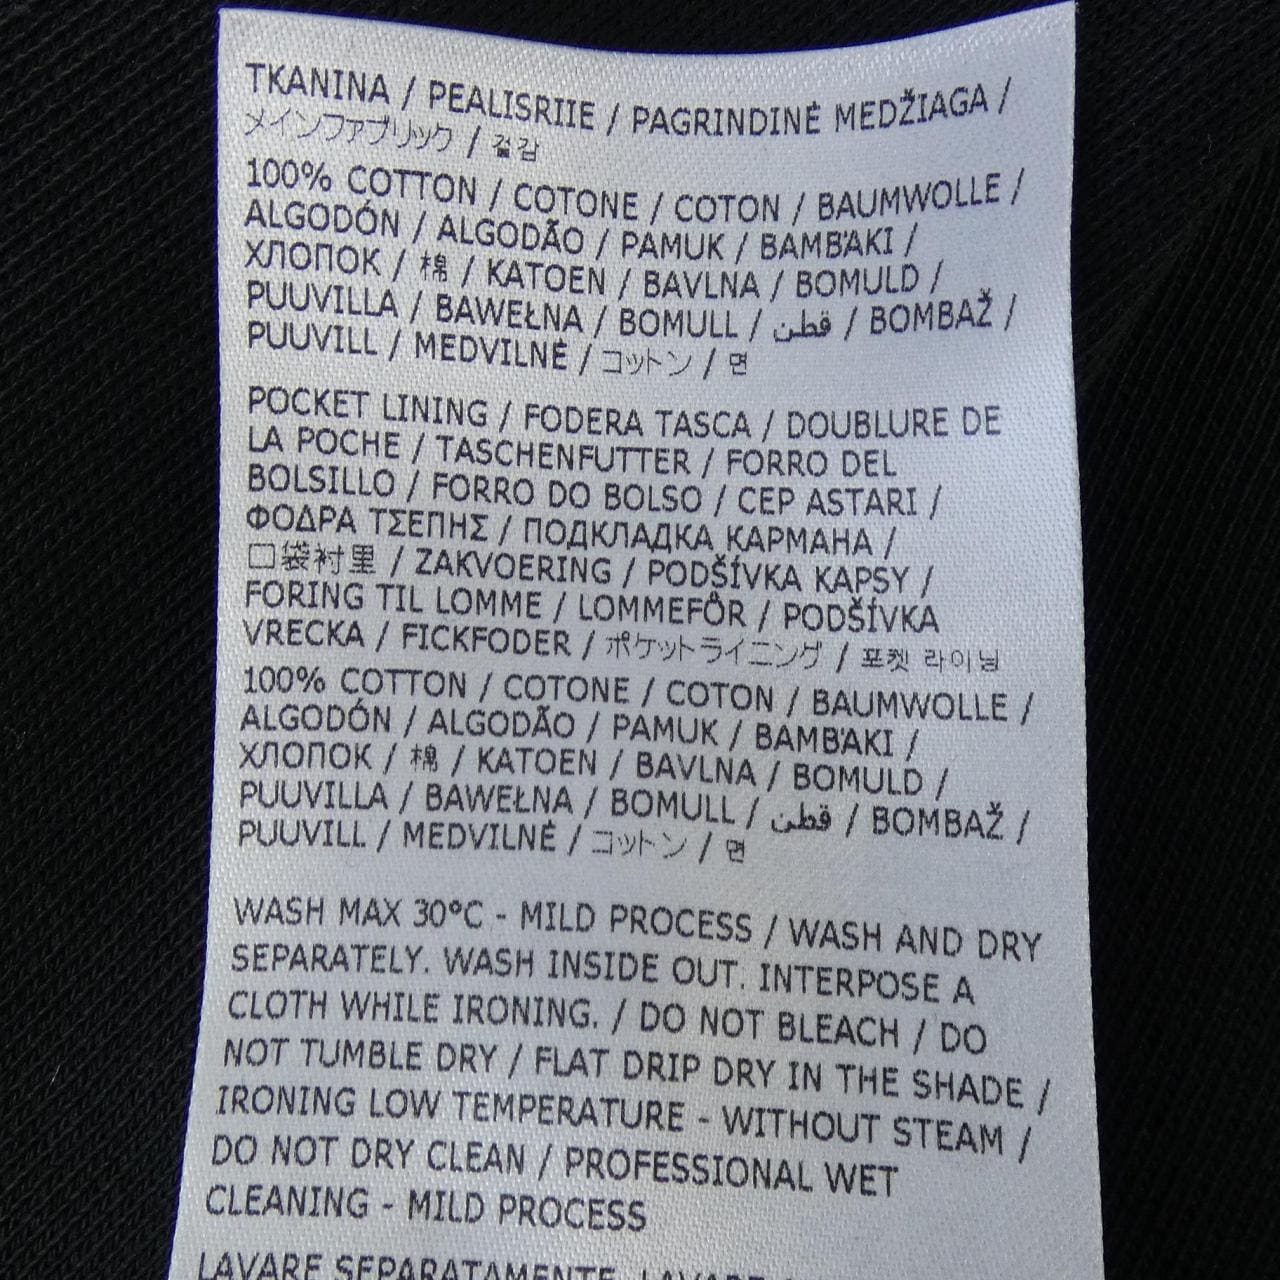 TKANINA / PEALISRIIE / PAGRINDINĖ MEDŽIAGA /
メインファブリック / 겉감
100% COTTON / COTONE / COTON / BAUMWOLLE /
ALGODÓN / ALGODÃO / PAMUK / BAMBAKI /
ХЛОПОК / 棉 / KATOEN / BAVLNA / BOMULD /
PUUVILLA / BAWEŁNA / BOMULL / قطن / BOMBAŽ /
PUUVILL / MEDVILNĖ / コットン / 면
POCKET LINING / FODERA TASCA / DOUBLURE DE
LA POCHE / TASCHENFUTTER / FORRO DEL
BOLSILLO / FORRO DO BOLSO / CEP ASTARI /
ΦΟΔΡΑ ΤΣΕΠΗΣ / ПОДКЛАДКА КАРМАНА /
口袋衬里 / ZAKVOERING / PODŠÍVKA KAPSY /
FORING TIL LOMME / LOMMEFÔR / PODŠÍVKA
VRECKA / FICKFODER / ポケットライニング / 포켓 라이닝
100% COTTON / COTONE / COTON / BAUMWOLLE /
ALGODÓN / ALGODÃO / PAMUK / BAMBAKI /
ХЛОПОК / 棉 / KATOEN / BAVLNA / BOMULD /
PUUVILLA / BAWEŁNA / BOMULL / قطن / BOMBAŽ /
PUUVILL / MEDVILNĖ / コットン / 면
WASH MAX 30°C - MILD PROCESS / WASH AND DRY
SEPARATELY. WASH INSIDE OUT. INTERPOSE A
CLOTH WHILE IRONING. / DO NOT BLEACH / DO
NOT TUMBLE DRY / FLAT DRIP DRY IN THE SHADE /
IRONING LOW TEMPERATURE - WITHOUT STEAM /
DO NOT DRY CLEAN / PROFESSIONAL WET
CLEANING - MILD PROCESS
LAVARE SEPARATAMENTE. LAVARE